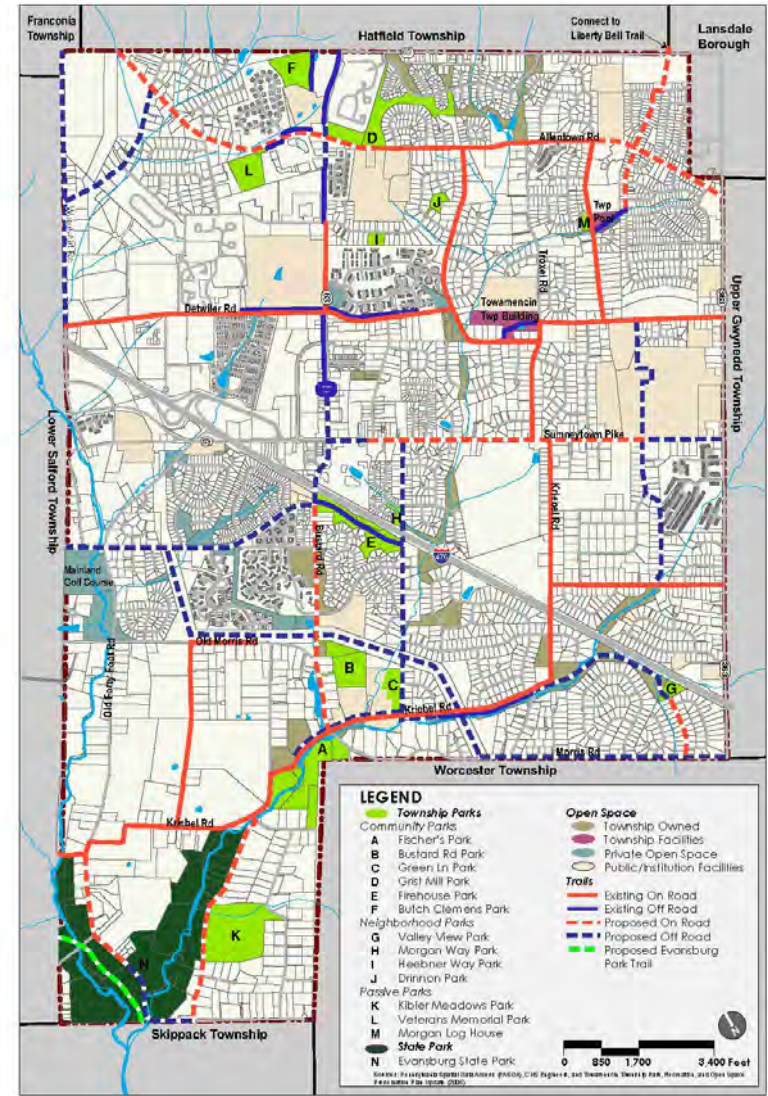 Franconia
Township
Hatfield Township
Connect to
Liberty Bell Trail
Lansdale
Borough
F
D
Allentown Rd
L
J
Twp
Pool
M
I
Troxel Rd
Towamencin
Twp Building
Detwiler Rd
63
Upper Gwynedd Township
Lower Salford Township
Sumneytown Pike
Kriebel Rd
H
E
476
Bustard Rd
Mainland
Golf Course
Old Morris Rd
Old Forty Foot Rd
B
C
G
Kriebel Rd
A
Morris Rd
Worcester Township
Kriebel Rd
K
N
Skippack Township
LEGEND
Township Parks
Community Parks
A Fischer's Park
B Bustard Rd Park
C Green Ln Park
D Grist Mill Park
E Firehouse Park
F Butch Clemens Park
Neighborhood Parks
G Valley View Park
H Morgan Way Park
I Heebner Way Park
J Drinnon Park
Passive Parks
K Kibler Meadows Park
L Veterans Memorial Park
M Morgan Log House
State Park
N Evansburg State Park
Open Space
Township Owned
Township Facilities
Private Open Space
Public/Institution Facilities
Trails
Existing On Road
Existing Off Road
Proposed On Road
Proposed Off Road
Proposed Evansburg
Park Trail
0 850 1,700 3,400 Feet